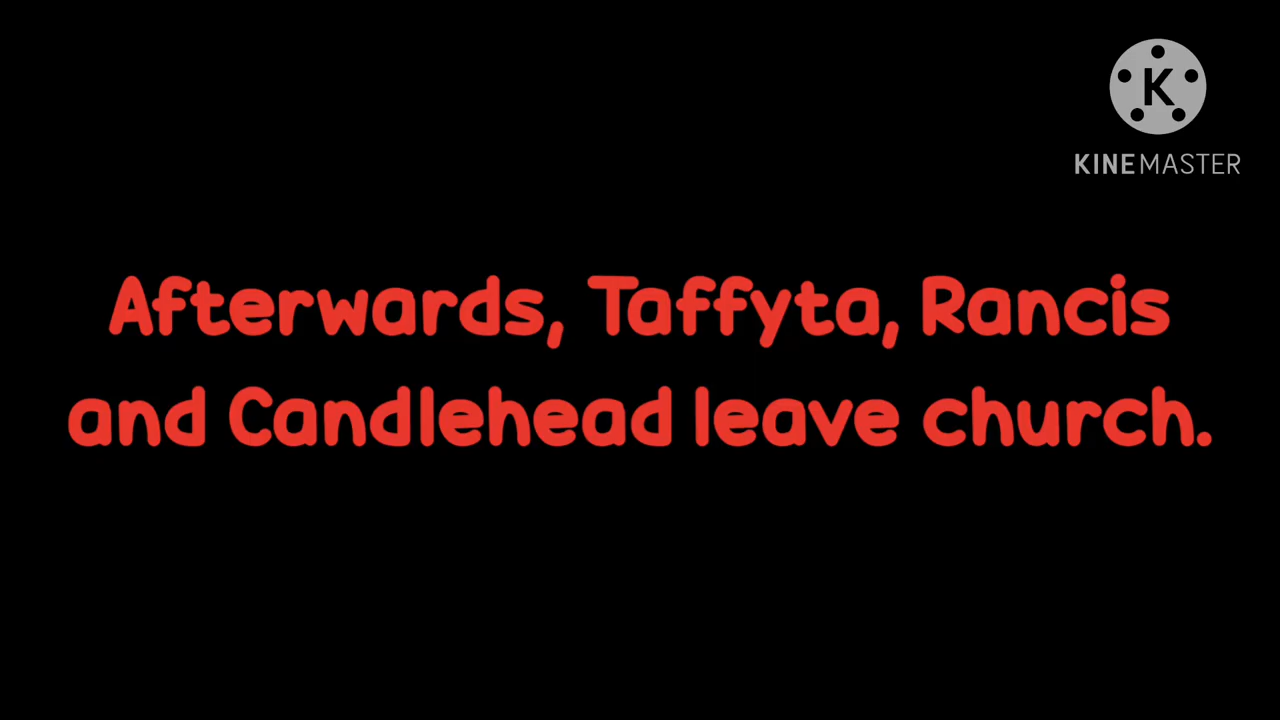 K
KINEMASTER
Afterwards, Taffyta, Rancis
and Candlehead leave church.